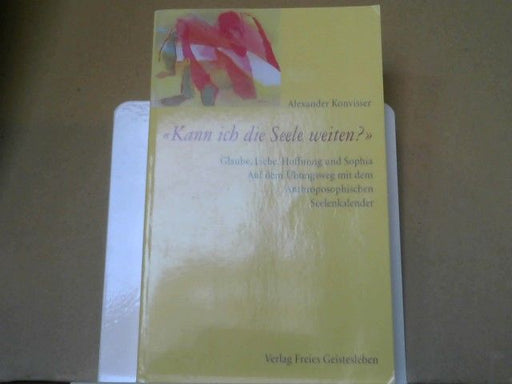 Alexander Konvisser
«Kann ich die Seele weiten?»
Glaube, Liebe, Hoffnung und Sophia
Auf dem Übungsweg mit dem
Anthroposophischen
Seelenkalender
Verlag Freies Geistesleben